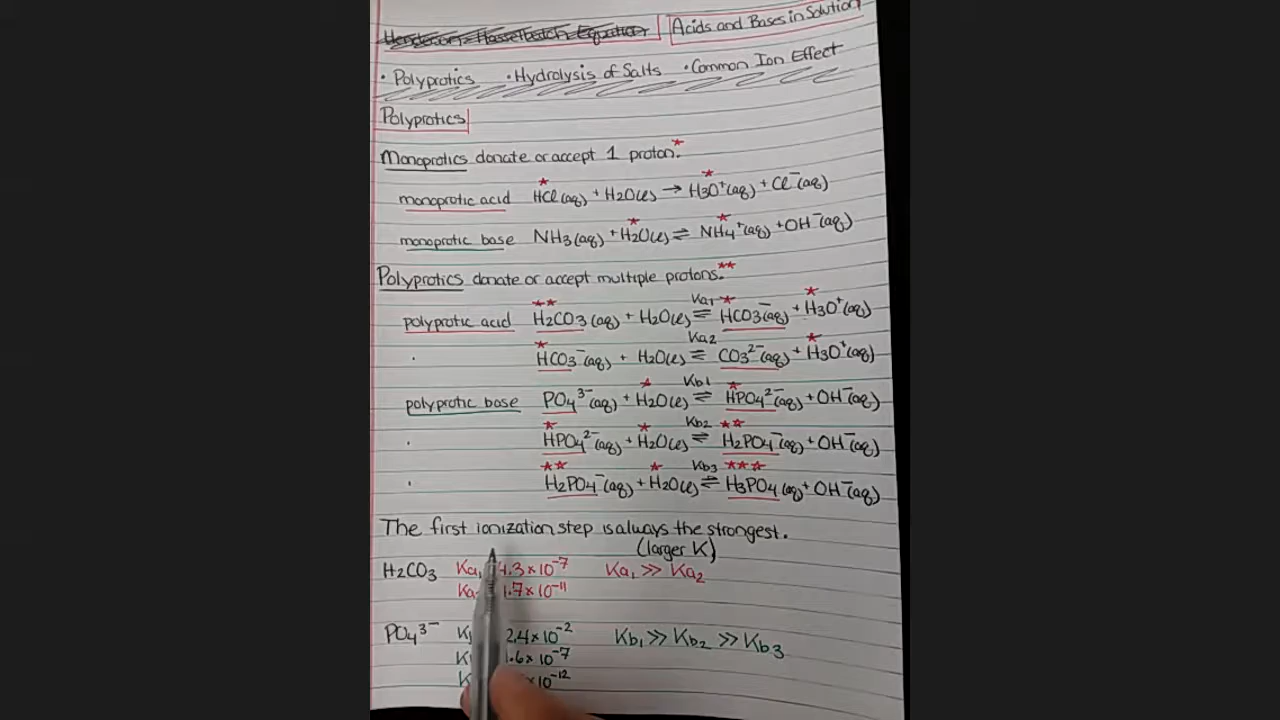 Acids and Bases in Solution
• Polyprotics • Hydrolysis of Salts • Common Ion Effect
Polyprotics
Monoprotics donate or accept 1 proton.*
monoprotic acid HCl(aq) + H2O(l) → H3O⁺(aq) + Cl⁻(aq)
monoprotic base NH3(aq) + H2O(l) ⇌ NH4⁺(aq) + OH⁻(aq)
Polyprotics donate or accept multiple protons.**
polyprotic acid H2CO3(aq) + H2O(l) ⇌ HCO3⁻(aq) + H3O⁺(aq) Ka1
HCO3⁻(aq) + H2O(l) ⇌ CO3²⁻(aq) + H3O⁺(aq) Ka2
polyprotic base PO4³⁻(aq) + H2O(l) ⇌ HPO4²⁻(aq) + OH⁻(aq) Kb1
HPO4²⁻(aq) + H2O(l) ⇌ H2PO4⁻(aq) + OH⁻(aq) Kb2
H2PO4⁻(aq) + H2O(l) ⇌ H3PO4(aq) + OH⁻(aq) Kb3
The first ionization step is always the strongest.
(larger K)
H2CO3 Ka1 4.3×10⁻⁷ Ka1 >> Ka2
1.7×10⁻¹¹
PO4³⁻ 2.4×10⁻² Kb1 >> Kb2 >> Kb3
1.6×10⁻⁷
×10⁻¹²